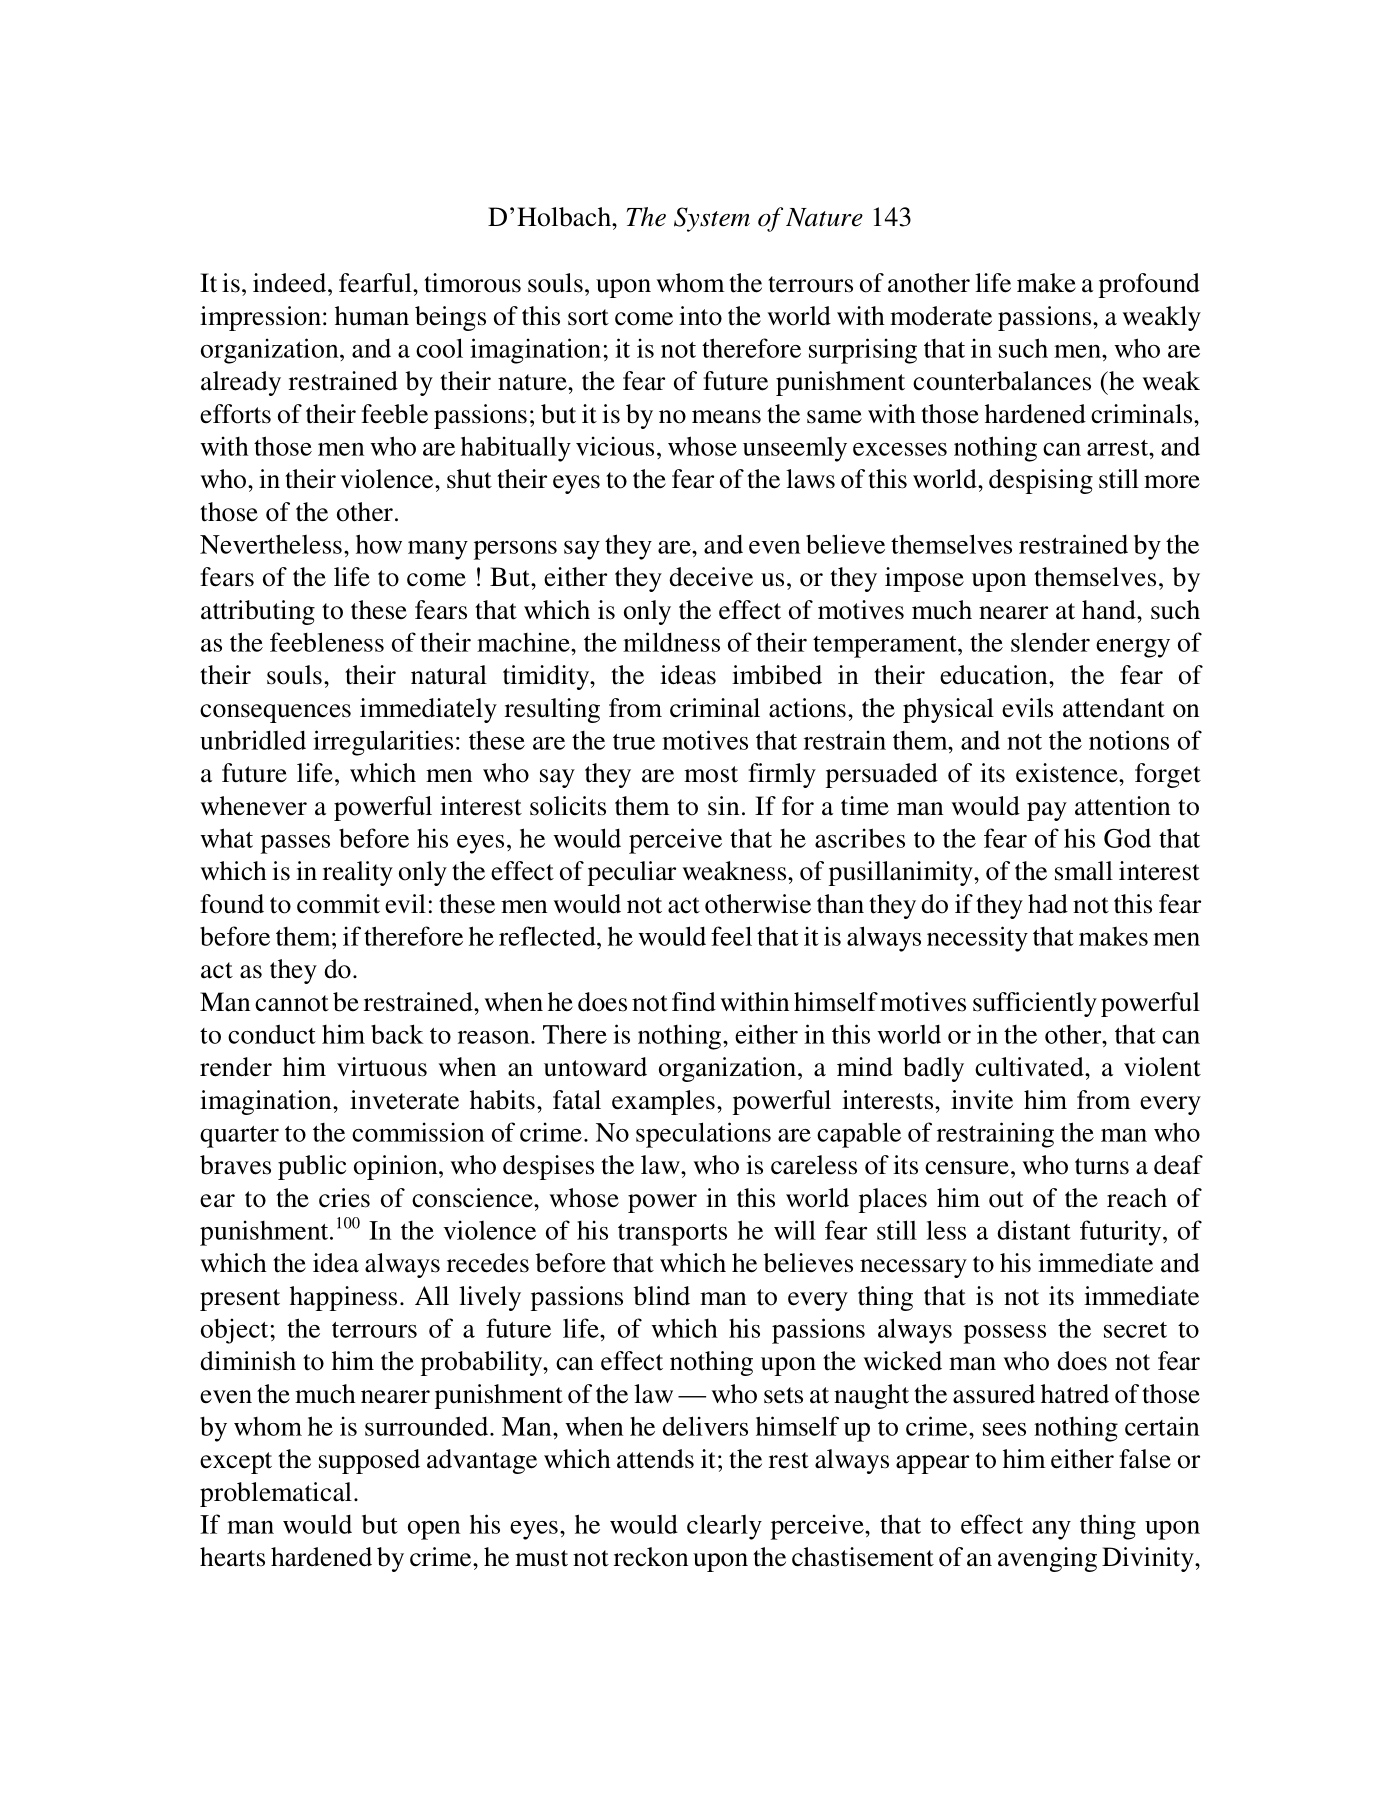 D’Holbach, The System of Nature 143
It is, indeed, fearful, timorous souls, upon whom the terrours of another life make a profound
impression: human beings of this sort come into the world with moderate passions, a weakly
organization, and a cool imagination; it is not therefore surprising that in such men, who are
already restrained by their nature, the fear of future punishment counterbalances (he weak
efforts of their feeble passions; but it is by no means the same with those hardened criminals,
with those men who are habitually vicious, whose unseemly excesses nothing can arrest, and
who, in their violence, shut their eyes to the fear of the laws of this world, despising still more
those of the other.
Nevertheless, how many persons say they are, and even believe themselves restrained by the
fears of the life to come ! But, either they deceive us, or they impose upon themselves, by
attributing to these fears that which is only the effect of motives much nearer at hand, such
as the feebleness of their machine, the mildness of their temperament, the slender energy of
their souls, their natural timidity, the ideas imbibed in their education, the fear of
consequences immediately resulting from criminal actions, the physical evils attendant on
unbridled irregularities: these are the true motives that restrain them, and not the notions of
a future life, which men who say they are most firmly persuaded of its existence, forget
whenever a powerful interest solicits them to sin. If for a time man would pay attention to
what passes before his eyes, he would perceive that he ascribes to the fear of his God that
which is in reality only the effect of peculiar weakness, of pusillanimity, of the small interest
found to commit evil: these men would not act otherwise than they do if they had not this fear
before them; if therefore he reflected, he would feel that it is always necessity that makes men
act as they do.
Man cannot be restrained, when he does not find within himself motives sufficiently powerful
to conduct him back to reason. There is nothing, either in this world or in the other, that can
render him virtuous when an untoward organization, a mind badly cultivated, a violent
imagination, inveterate habits, fatal examples, powerful interests, invite him from every
quarter to the commission of crime. No speculations are capable of restraining the man who
braves public opinion, who despises the law, who is careless of its censure, who turns a deaf
ear to the cries of conscience, whose power in this world places him out of the reach of
punishment.100 In the violence of his transports he will fear still less a distant futurity, of
which the idea always recedes before that which he believes necessary to his immediate and
present happiness. All lively passions blind man to every thing that is not its immediate
object; the terrours of a future life, of which his passions always possess the secret to
diminish to him the probability, can effect nothing upon the wicked man who does not fear
even the much nearer punishment of the law — who sets at naught the assured hatred of those
by whom he is surrounded. Man, when he delivers himself up to crime, sees nothing certain
except the supposed advantage which attends it; the rest always appear to him either false or
problematical.
If man would but open his eyes, he would clearly perceive, that to effect any thing upon
hearts hardened by crime, he must not reckon upon the chastisement of an avenging Divinity,